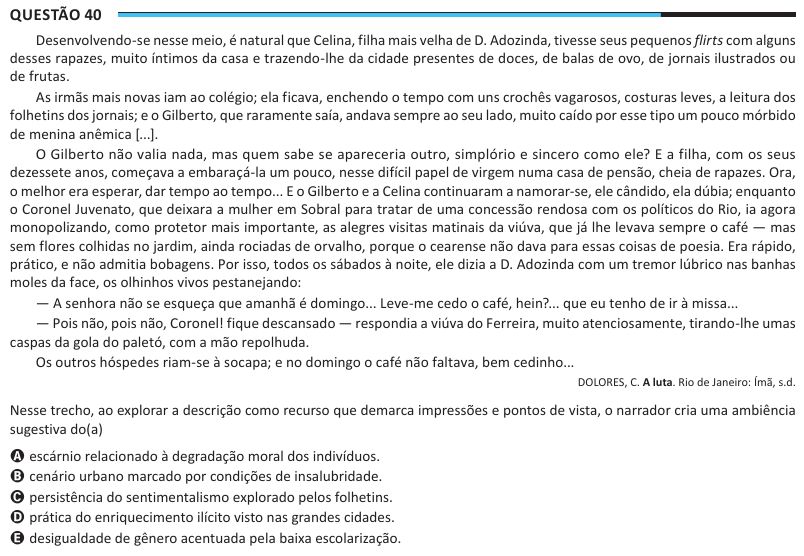 QUESTÃO 40
Desenvolvendo-se nesse meio, é natural que Celina, filha mais velha de D. Adozinda, tivesse seus pequenos flirts com alguns
desses rapazes, muito íntimos da casa e trazendo-lhe da cidade presentes de doces, de balas de ovo, de jornais ilustrados ou
de frutas.
As irmãs mais novas iam ao colégio; ela ficava, enchendo o tempo com uns crochês vagarosos, costuras leves, a leitura dos
folhetins dos jornais; e o Gilberto, que raramente saía, andava sempre ao seu lado, muito caído por esse tipo um pouco mórbido
de menina anêmica [...].
O Gilberto não valia nada, mas quem sabe se apareceria outro, simplório e sincero como ele? E a filha, com os seus
dezessete anos, começava a embaraçá-la um pouco, nesse difícil papel de virgem numa casa de pensão, cheia de rapazes. Ora,
o melhor era esperar, dar tempo ao tempo... E o Gilberto e a Celina continuaram a namorar-se, ele cândido, ela dúbia; enquanto
o Coronel Juvenato, que deixara a mulher em Sobral para tratar de uma concessão rendosa com os políticos do Rio, ia agora
monopolizando, como protetor mais importante, as alegres visitas matinais da viúva, que já lhe levava sempre o café — mas
sem flores colhidas no jardim, ainda rociadas de orvalho, porque o cearense não dava para essas coisas de poesia. Era rápido,
prático, e não admitia bobagens. Por isso, todos os sábados à noite, ele dizia a D. Adozinda com um tremor lúbrico nas banhas
moles da face, os olhinhos vivos pestanejando:
— A senhora não se esqueça que amanhã é domingo... Leve-me cedo o café, hein?... que eu tenho de ir à missa...
— Pois não, pois não, Coronel! fique descansado — respondia a viúva do Ferreira, muito atenciosamente, tirando-lhe umas
caspas da gola do paletó, com a mão repolhuda.
Os outros hóspedes riam-se à socapa; e no domingo o café não faltava, bem cedinho...
DOLORES, C. A luta. Rio de Janeiro: Ímã, s.d.
Nesse trecho, ao explorar a descrição como recurso que demarca impressões e pontos de vista, o narrador cria uma ambiência
sugestiva do(a)
A escárnio relacionado à degradação moral dos indivíduos.
B cenário urbano marcado por condições de insalubridade.
C persistência do sentimentalismo explorado pelos folhetins.
D prática do enriquecimento ilícito visto nas grandes cidades.
E desigualdade de gênero acentuada pela baixa escolarização.